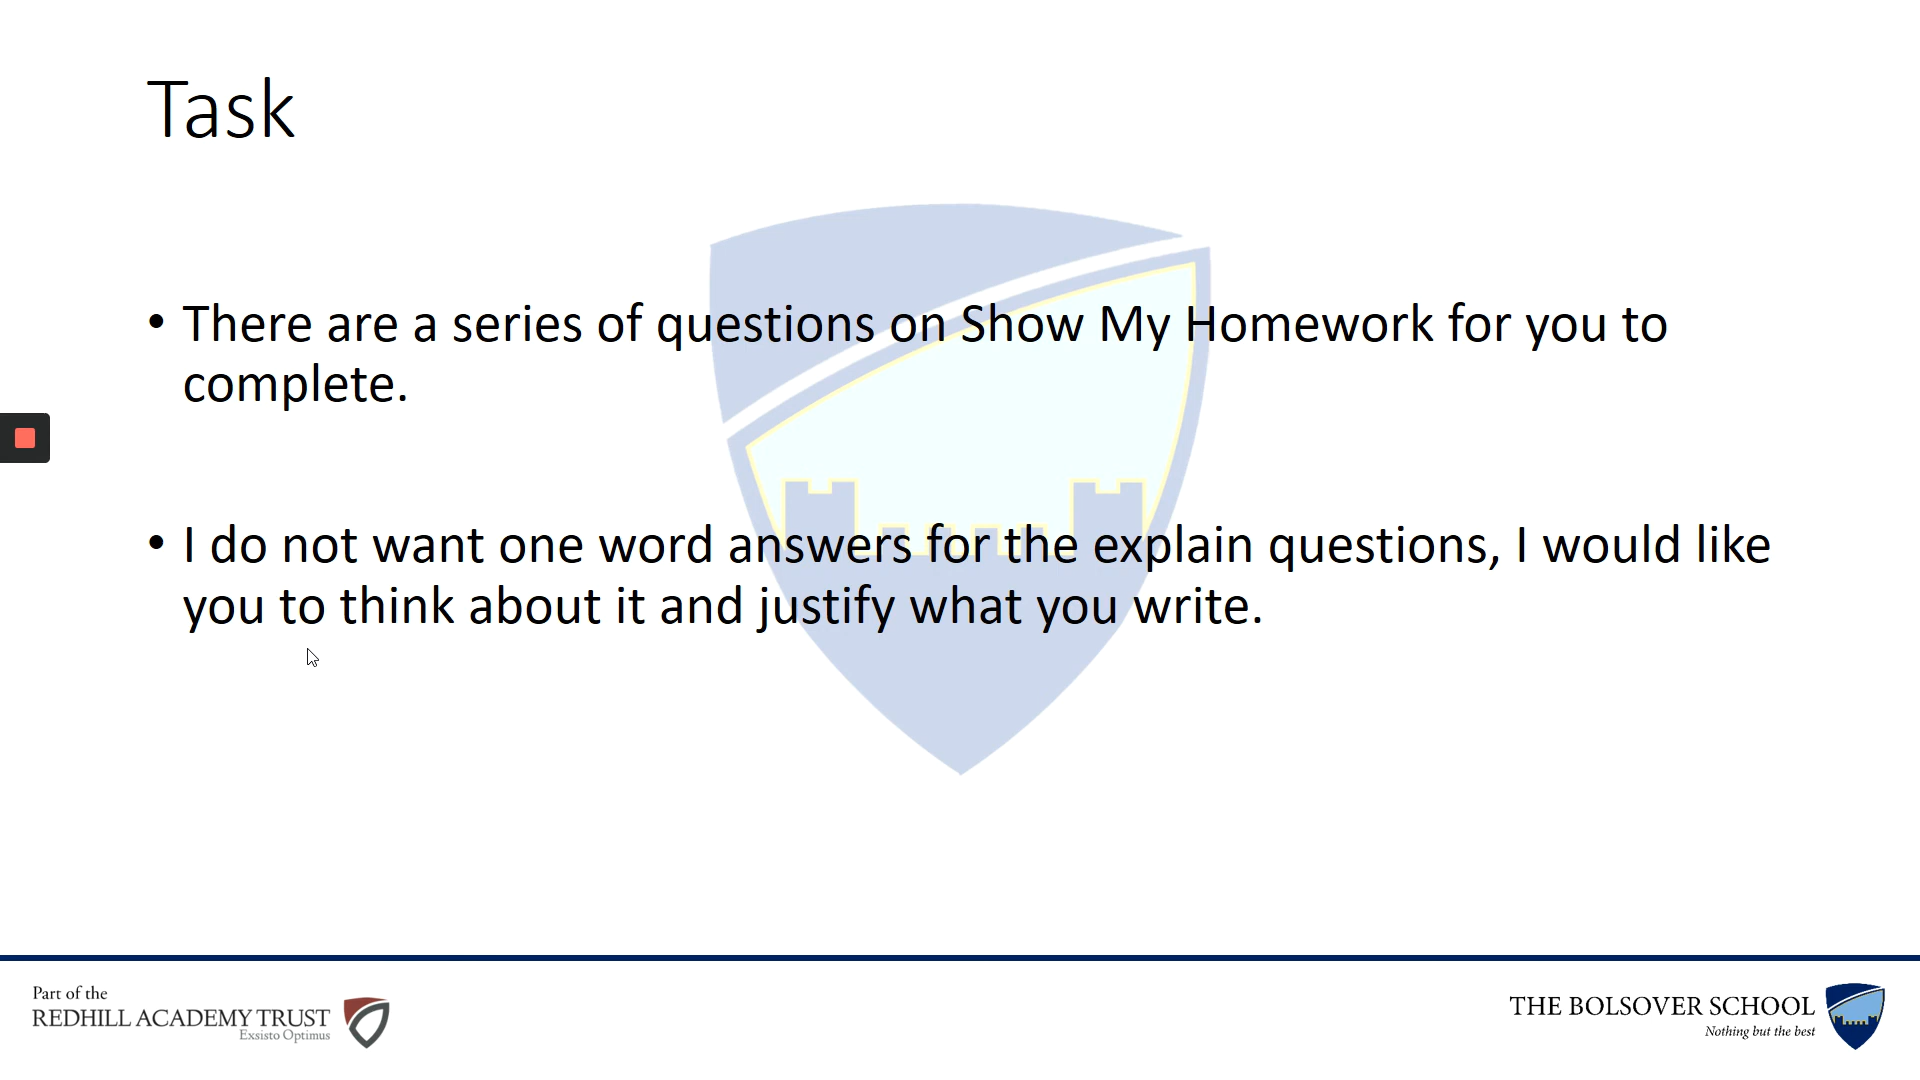 Task
• There are a series of questions on Show My Homework for you to
complete.
• I do not want one word answers for the explain questions, I would like
you to think about it and justify what you write.
Part of the
REDHILL ACADEMY TRUST
Exsisto Optimus
THE BOLSOVER SCHOOL
Nothing but the best